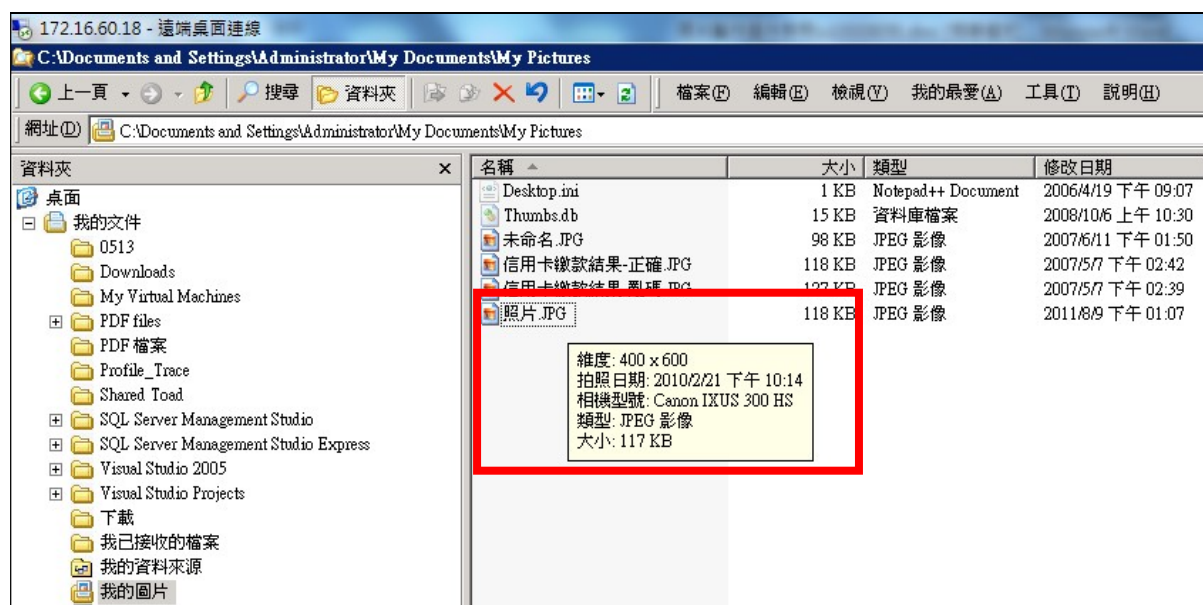 172.16.60.18 - 遠端桌面連線
C:\Documents and Settings\Administrator\My Documents\My Pictures
上一頁 搜尋 資料夾 檔案(F) 編輯(E) 檢視(V) 我的最愛(A) 工具(T) 說明(H)
網址(D) C:\Documents and Settings\Administrator\My Documents\My Pictures
資料夾
桌面
我的文件
0513
Downloads
My Virtual Machines
PDF files
PDF 檔案
Profile_Trace
Shared Toad
SQL Server Management Studio
SQL Server Management Studio Express
Visual Studio 2005
Visual Studio Projects
下載
我已接收的檔案
我的資料來源
我的圖片
名稱 大小 類型 修改日期
Desktop.ini 1 KB Notepad++ Document 2006/4/19 下午 09:07
Thumbs.db 15 KB 資料庫檔案 2008/10/6 上午 10:30
未命名.JPG 98 KB JPEG 影像 2007/6/11 下午 01:50
信用卡繳款結果-正確.JPG 118 KB JPEG 影像 2007/5/7 下午 02:42
信用卡繳款結果-亂碼.JPG 127 KB JPEG 影像 2007/5/7 下午 02:39
照片.JPG 118 KB JPEG 影像 2011/8/9 下午 01:07
維度: 400 x 600
拍照日期: 2010/2/21 下午 10:14
相機型號: Canon IXUS 300 HS
類型: JPEG 影像
大小: 117 KB